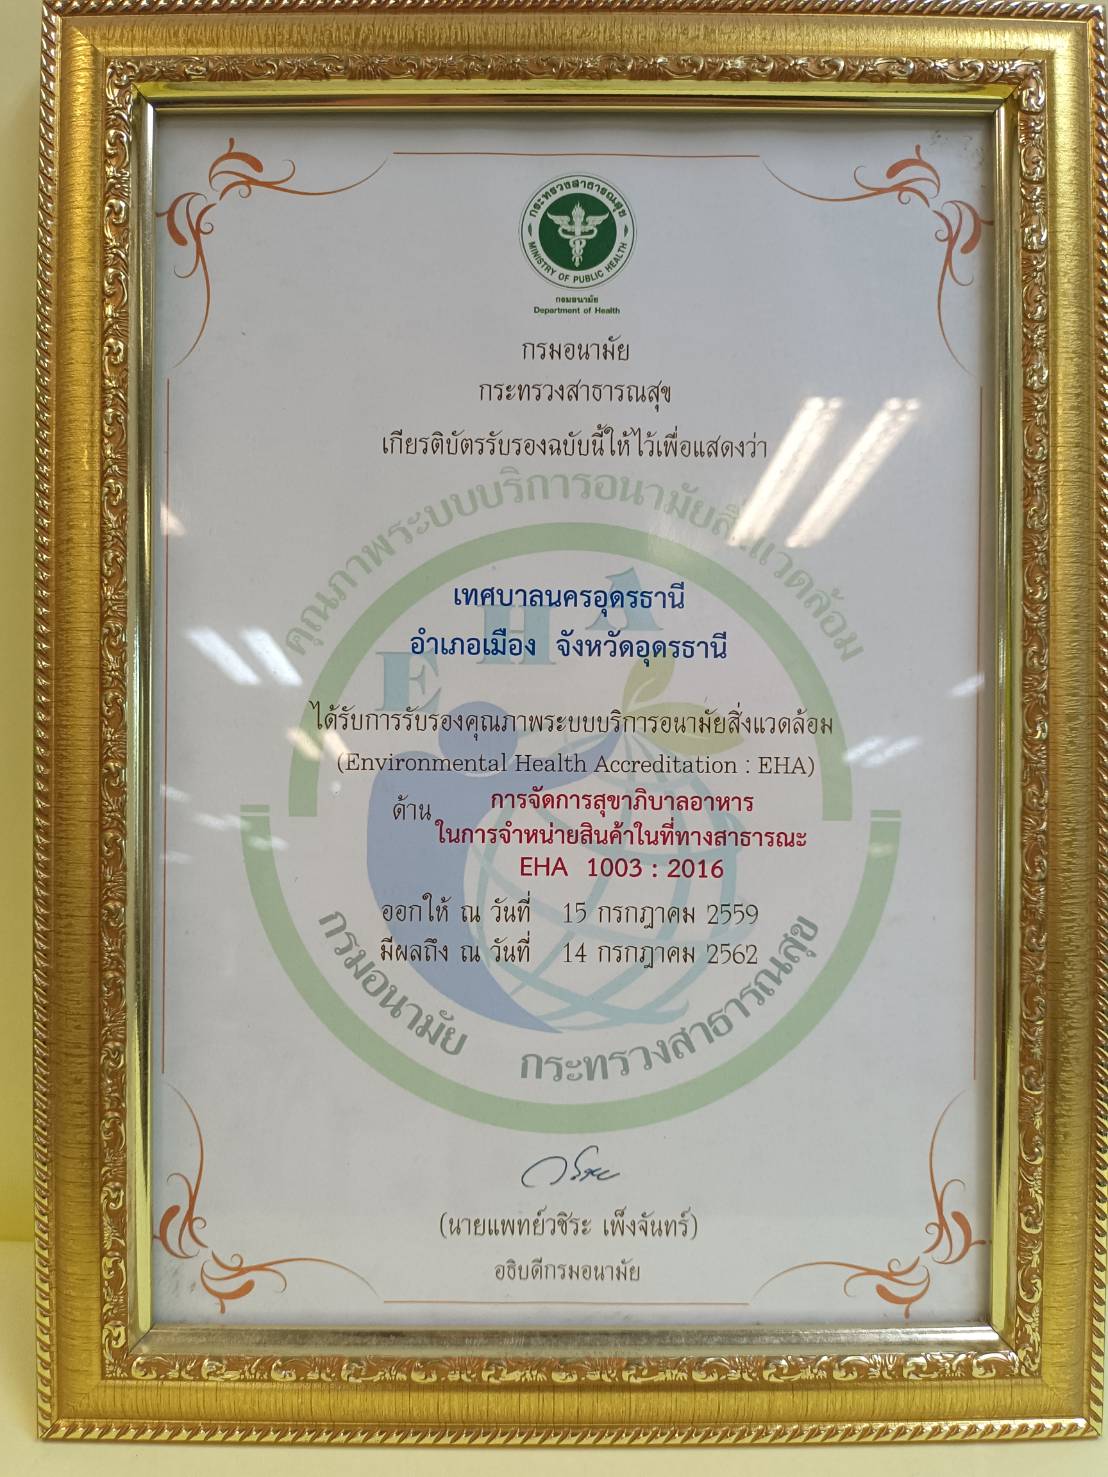 กระทรวงสาธารณสุข
MINISTRY OF PUBLIC HEALTH
กรมอนามัย
Department of Health
กรมอนามัย
กระทรวงสาธารณสุข
เกียรติบัตรรับรองฉบับนี้ให้ไว้เพื่อแสดงว่า
คุณภาพระบบบริการอนามัยสิ่งแวดล้อม
EHA
เทศบาลนครอุดรธานี
อำเภอเมือง จังหวัดอุดรธานี
ได้รับการรับรองคุณภาพระบบบริการอนามัยสิ่งแวดล้อม
(Environmental Health Accreditation : EHA)
ด้าน การจัดการสุขาภิบาลอาหาร
ในการจำหน่ายสินค้าในที่ทางสาธารณะ
EHA 1003 : 2016
ออกให้ ณ วันที่ 15 กรกฎาคม 2559
มีผลถึง ณ วันที่ 14 กรกฎาคม 2562
กรมอนามัย กระทรวงสาธารณสุข
(นายแพทย์วชิระ เพ็งจันทร์)
อธิบดีกรมอนามัย